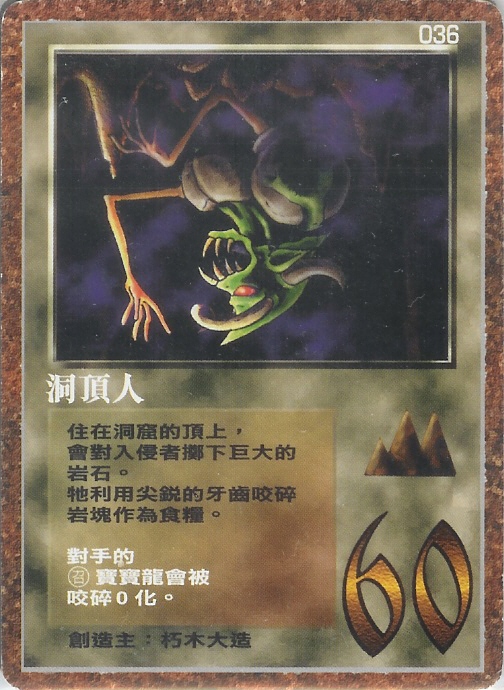 036
洞頂人
住在洞窟的頂上，
會對入侵者擲下巨大的
岩石。
牠利用尖銳的牙齒咬碎
岩塊作為食糧。
對手的
㊁寶寶龍會被
咬碎0化。
創造主：朽木大造
60